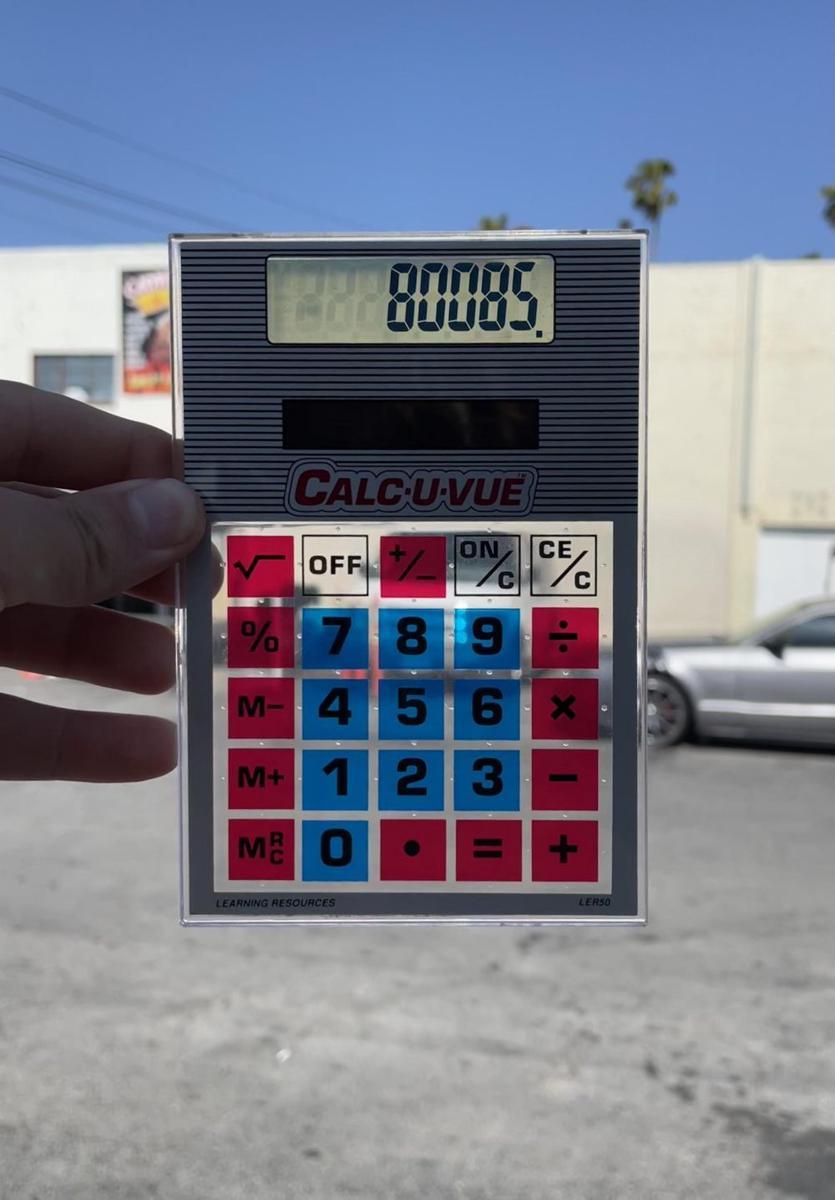 80085.
CALC·U·VUE™
√ OFF +/− ON/C CE/C
% 7 8 9 ÷
M− 4 5 6 ×
M+ 1 2 3 −
MRC 0 • = +
LEARNING RESOURCES LER50